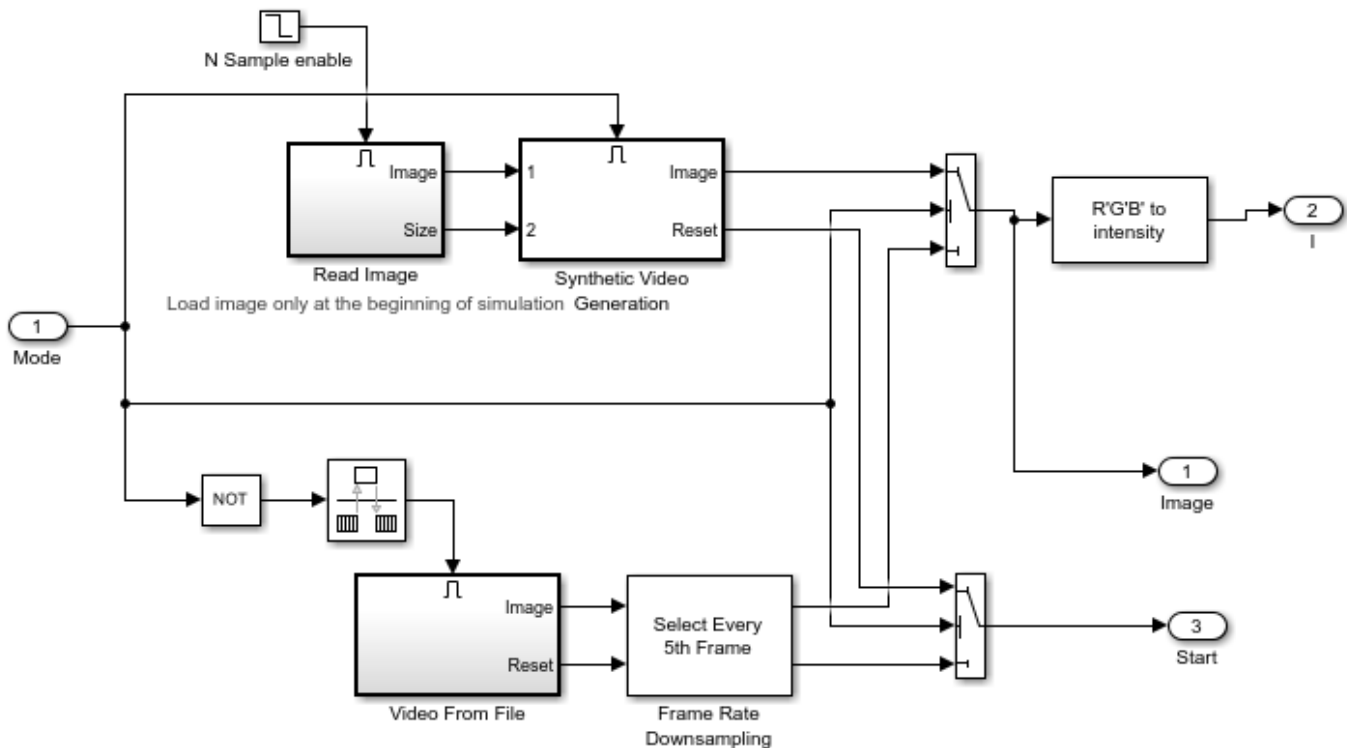 N Sample enable
Image
Size
Read Image
1
2
Image
Reset
Synthetic Video
Generation
Load image only at the beginning of simulation
R'G'B' to
intensity
2
I
1
Mode
1
Image
NOT
Image
Reset
Video From File
Select Every
5th Frame
Frame Rate
Downsampling
3
Start